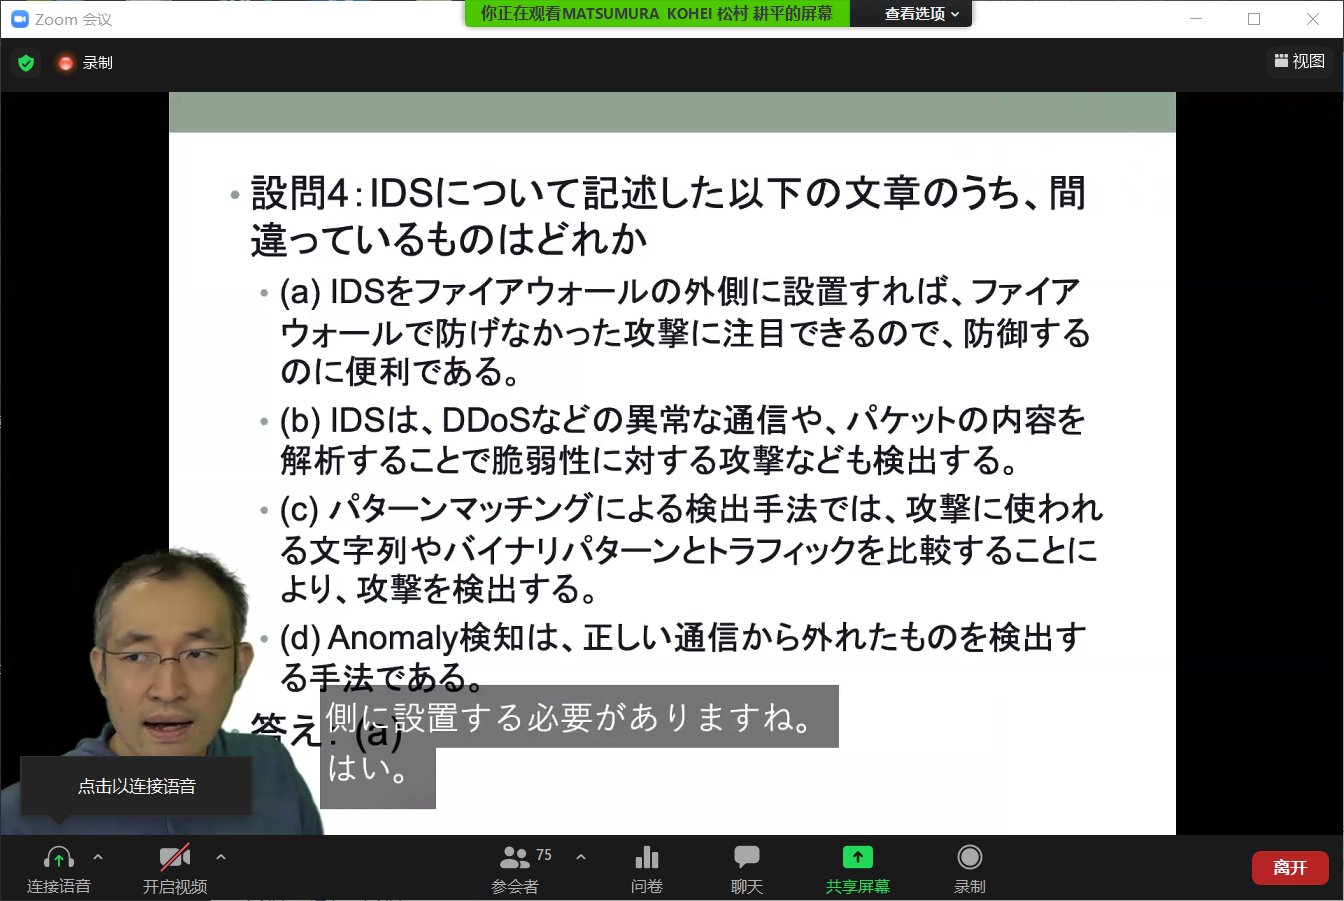 Zoom 会议
你正在观看MATSUMURA KOHEI 松村 耕平的屏幕
查看选项
录制
视图
設問4：IDSについて記述した以下の文章のうち、間
違っているものはどれか
(a) IDSをファイアウォールの外側に設置すれば、ファイア
ウォールで防げなかった攻撃に注目できるので、防御する
のに便利である。
(b) IDSは、DDoSなどの異常な通信や、パケットの内容を
解析することで脆弱性に対する攻撃なども検出する。
(c) パターンマッチングによる検出手法では、攻撃に使われ
る文字列やバイナリパターンとトラフィックを比較することに
より、攻撃を検出する。
(d) Anomaly検知は、正しい通信から外れたものを検出す
る手法である。
答え：(a)
側に設置する必要がありますね。
はい。
点击以连接语音
连接语音
开启视频
75
参会者
问卷
聊天
共享屏幕
录制
离开